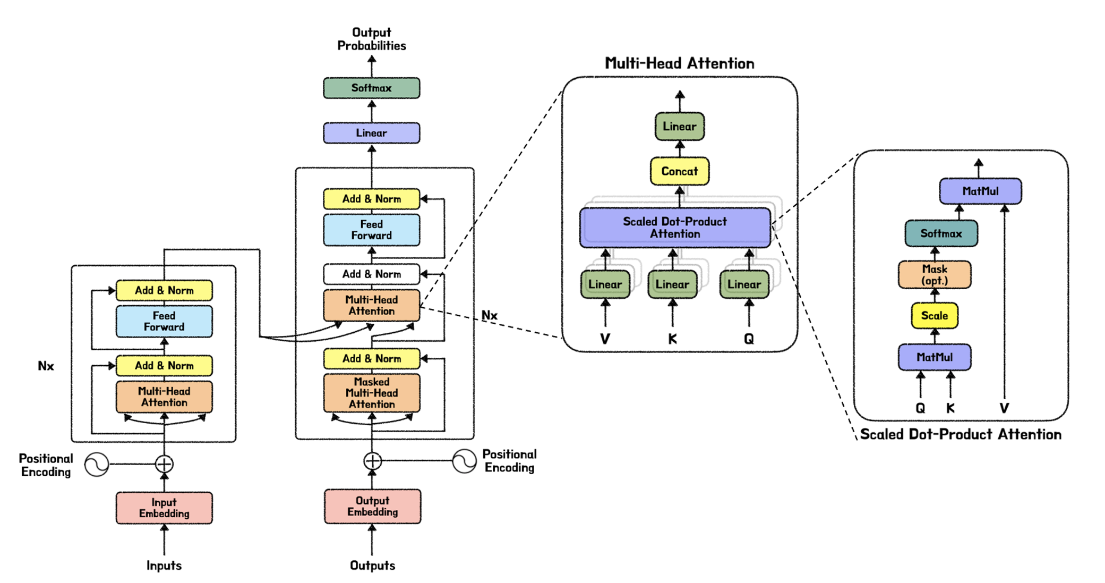 Output
Probabilities
Softmax
Linear
Add & Norm
Feed
Forward
Add & Norm
Multi-Head
Attention
Nx
Add & Norm
Masked
Multi-Head
Attention
Positional
Encoding
Output
Embedding
Outputs
Add & Norm
Feed
Forward
Nx
Add & Norm
Multi-Head
Attention
Positional
Encoding
Input
Embedding
Inputs
Multi-Head Attention
Linear
Concat
Scaled Dot-Product
Attention
Linear
Linear
Linear
V
K
Q
MatMul
Softmax
Mask
(opt.)
Scale
MatMul
Q
K
V
Scaled Dot-Product Attention